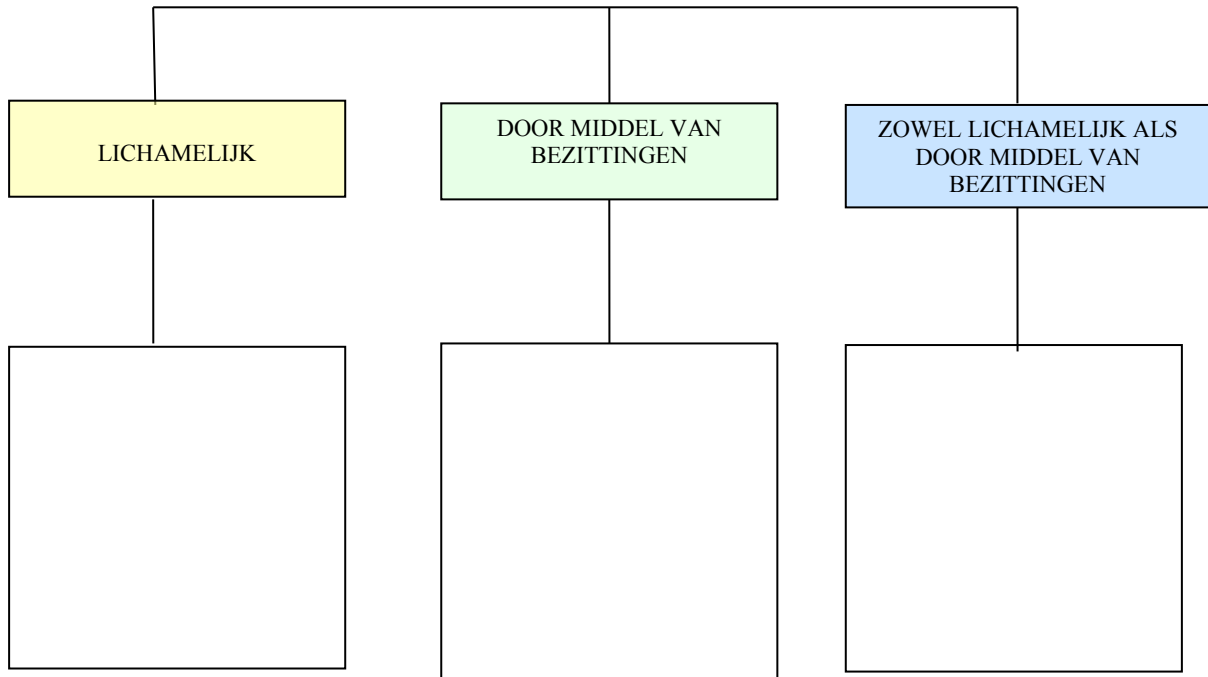 LICHAMELIJK
DOOR MIDDEL VAN
BEZITTINGEN
ZOWEL LICHAMELIJK ALS
DOOR MIDDEL VAN
BEZITTINGEN